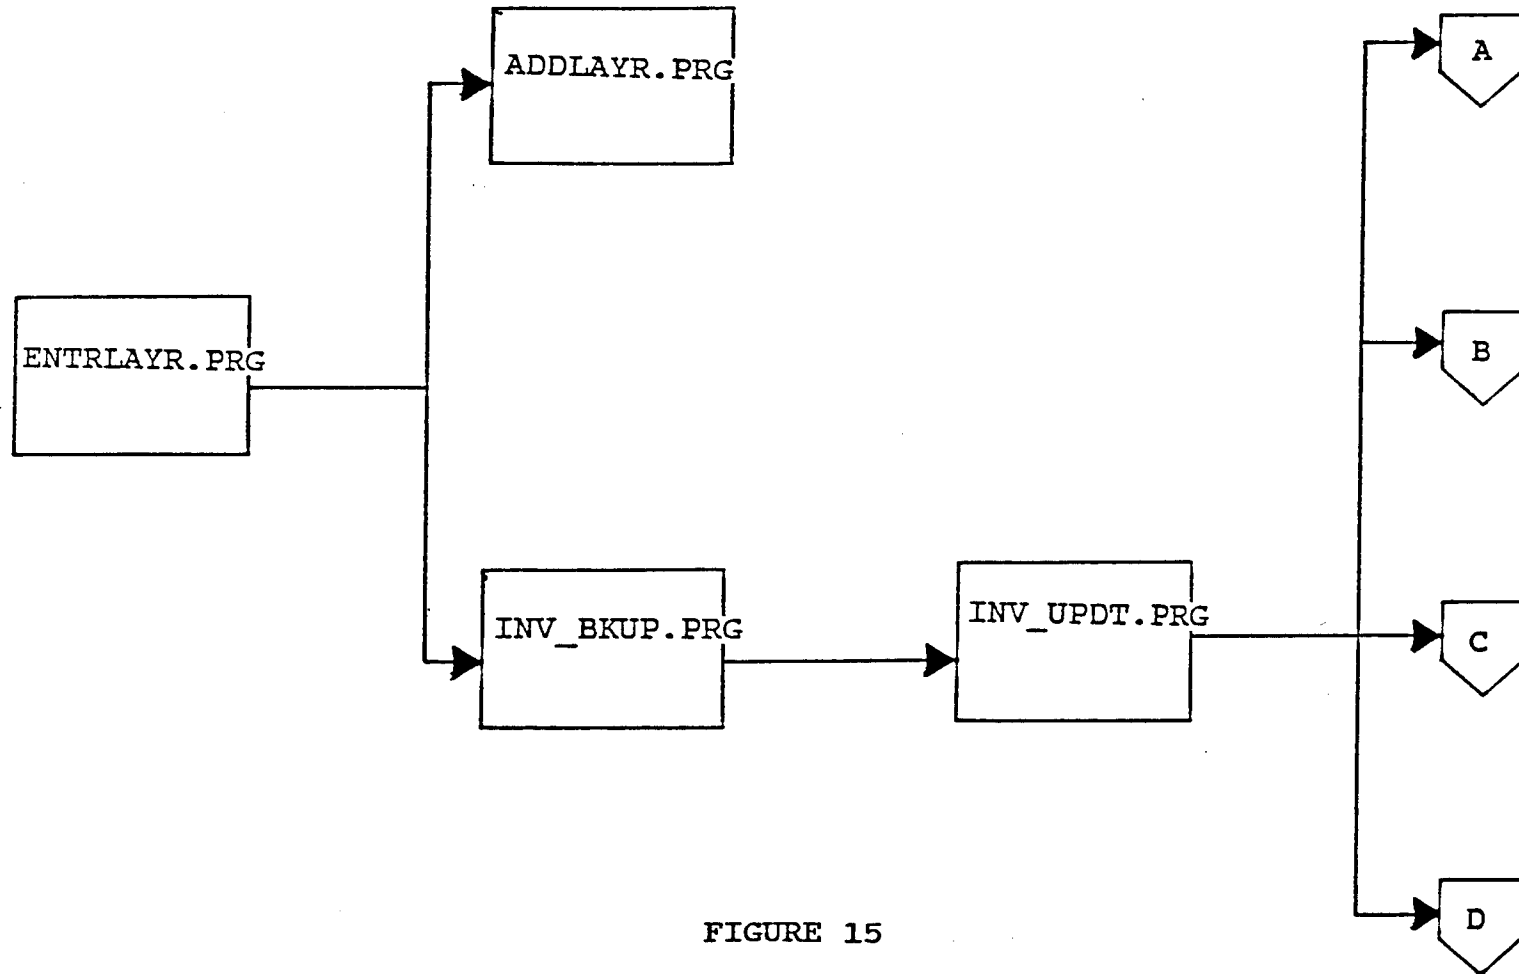 ADDLAYR.PRG
A
ENTRLAYR.PRG
B
INV_BKUP.PRG
INV_UPDT.PRG
C
D
FIGURE 15